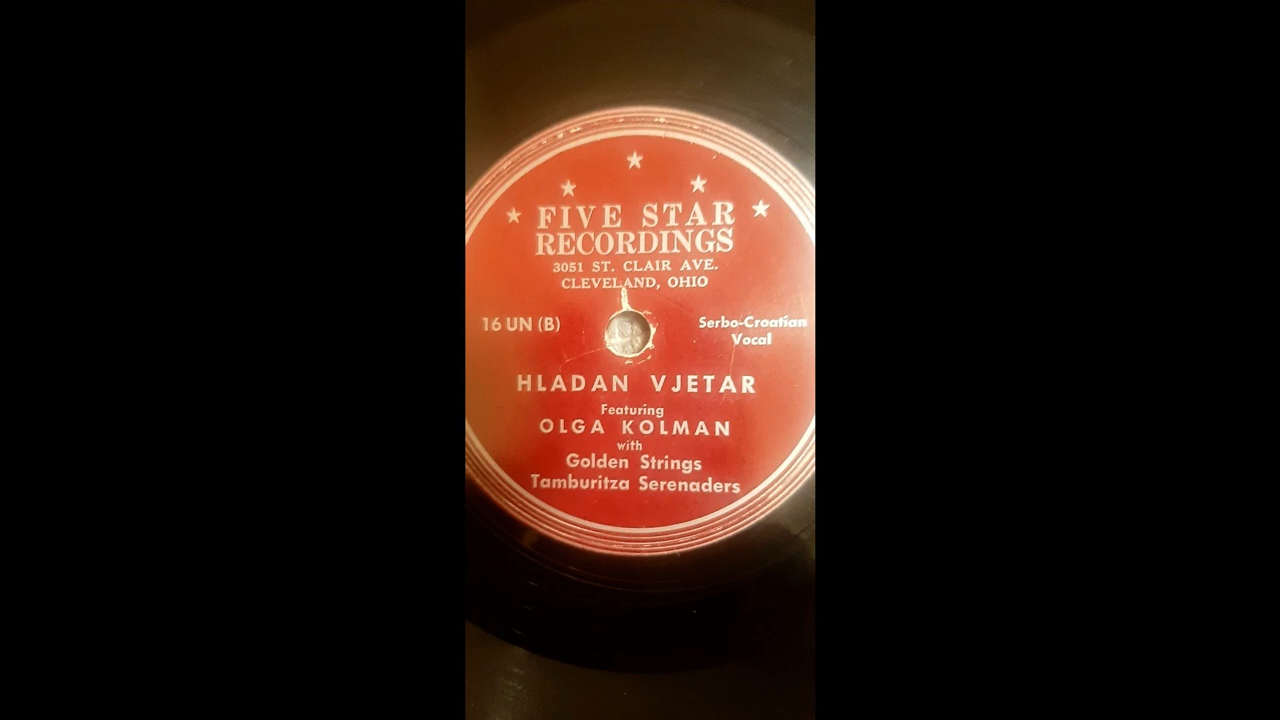 FIVE STAR
RECORDINGS
3051 ST. CLAIR AVE.
CLEVELAND, OHIO
16 UN (B)
Serbo-Croatian
Vocal
HLADAN VJETAR
Featuring
OLGA KOLMAN
with
Golden Strings
Tamburitza Serenaders